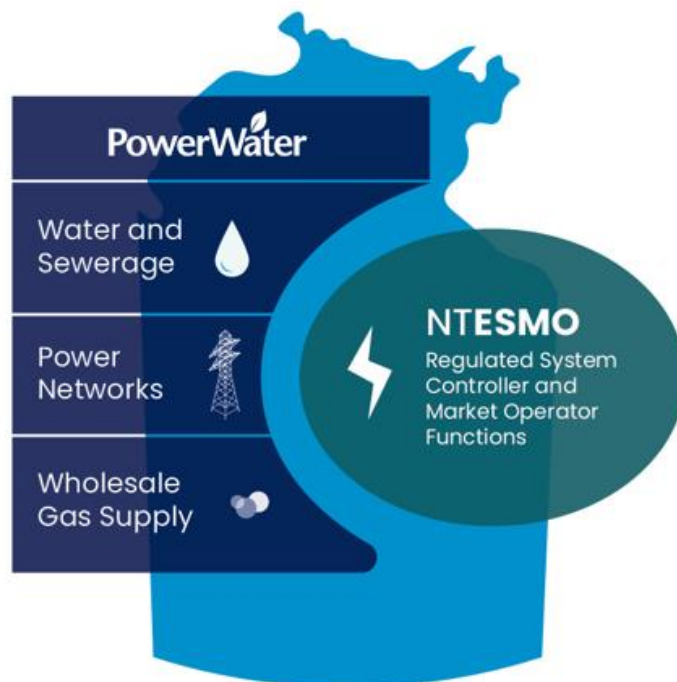 PowerWater
Water and
Sewerage
Power
Networks
Wholesale
Gas Supply
NTESMO
Regulated System
Controller and
Market Operator
Functions